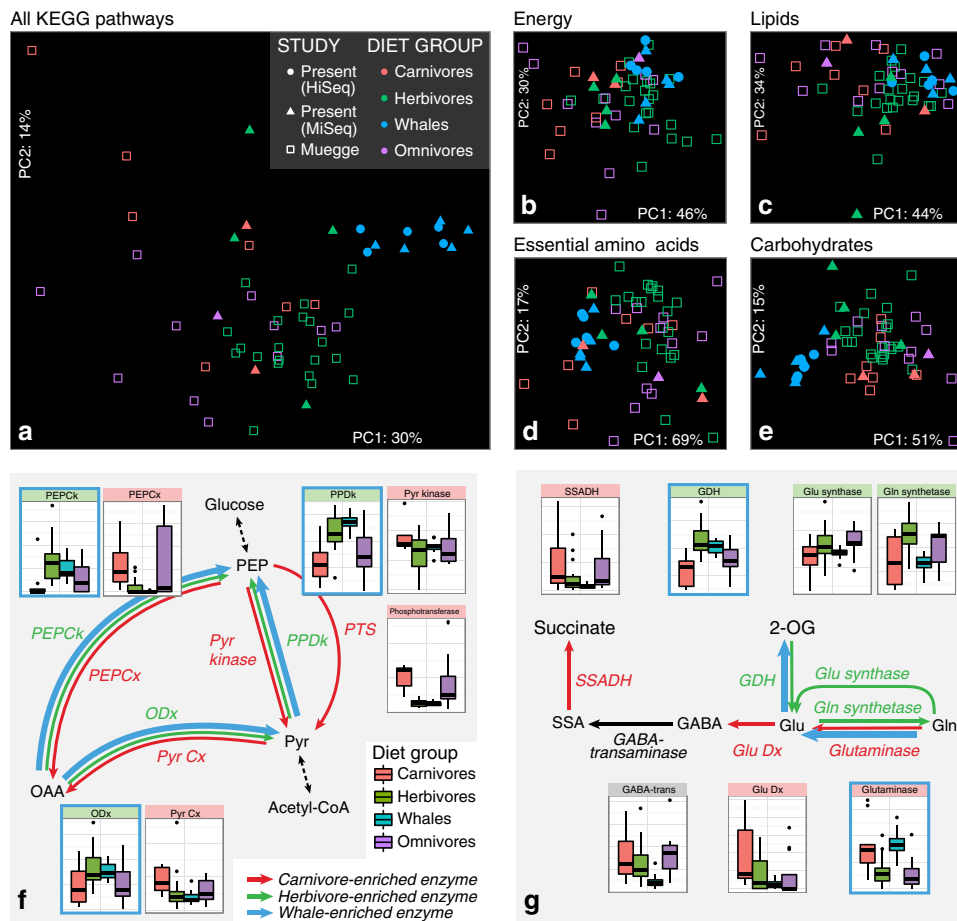 All KEGG pathways
PC2: 14%
STUDY
Present
(HiSeq)
Present
(MiSeq)
Muegge
DIET GROUP
Carnivores
Herbivores
Whales
Omnivores
a
PC1: 30%
Energy
PC2: 30%
b
PC1: 46%
Lipids
PC2: 34%
c
PC1: 44%
Essential amino acids
PC2: 17%
d
PC1: 69%
Carbohydrates
PC2: 15%
e
PC1: 51%
PEPCk
PEPCx
Glucose
PPDk
Pyr kinase
PEP
Phosphotransferase
PEPCk
PEPCx
Pyr
kinase
PPDk
PTS
ODx
Pyr Cx
Pyr
OAA
Acetyl-CoA
ODx
Pyr Cx
Diet group
Carnivores
Herbivores
Whales
Omnivores
f
Carnivore-enriched enzyme
Herbivore-enriched enzyme
Whale-enriched enzyme
SSADH
GDH
Glu synthase
Gln synthetase
Succinate
2-OG
SSADH
GDH
Glu synthase
Gln synthetase
SSA
GABA
Glu
Gln
GABA-
transaminase
Glu Dx
Glutaminase
GABA-trans
Glu Dx
Glutaminase
g